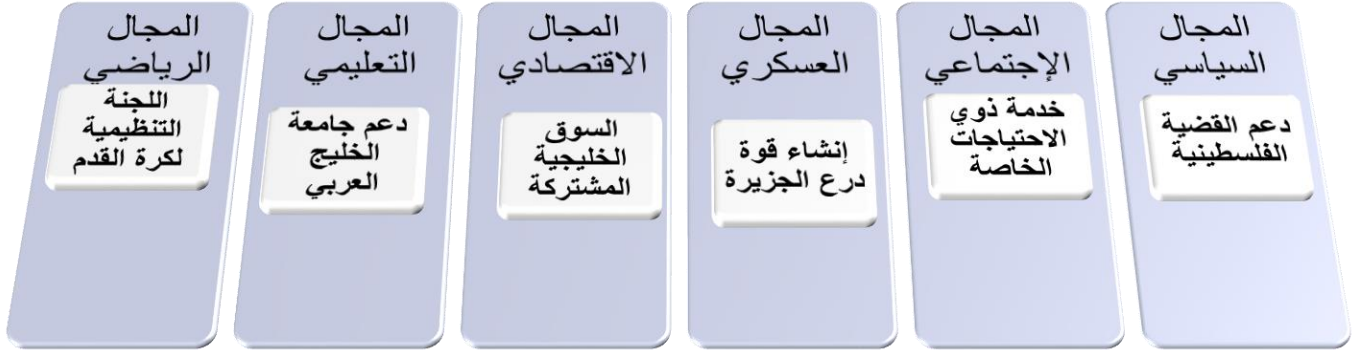 المجال
السياسي
دعم القضية
الفلسطينية
المجال
الإجتماعي
خدمة ذوي
الاحتياجات
الخاصة
المجال
العسكري
إنشاء قوة
درع الجزيرة
المجال
الاقتصادي
السوق
الخليجية
المشتركة
المجال
التعليمي
دعم جامعة
الخليج
العربي
المجال
الرياضي
اللجنة
التنظيمية
لكرة القدم